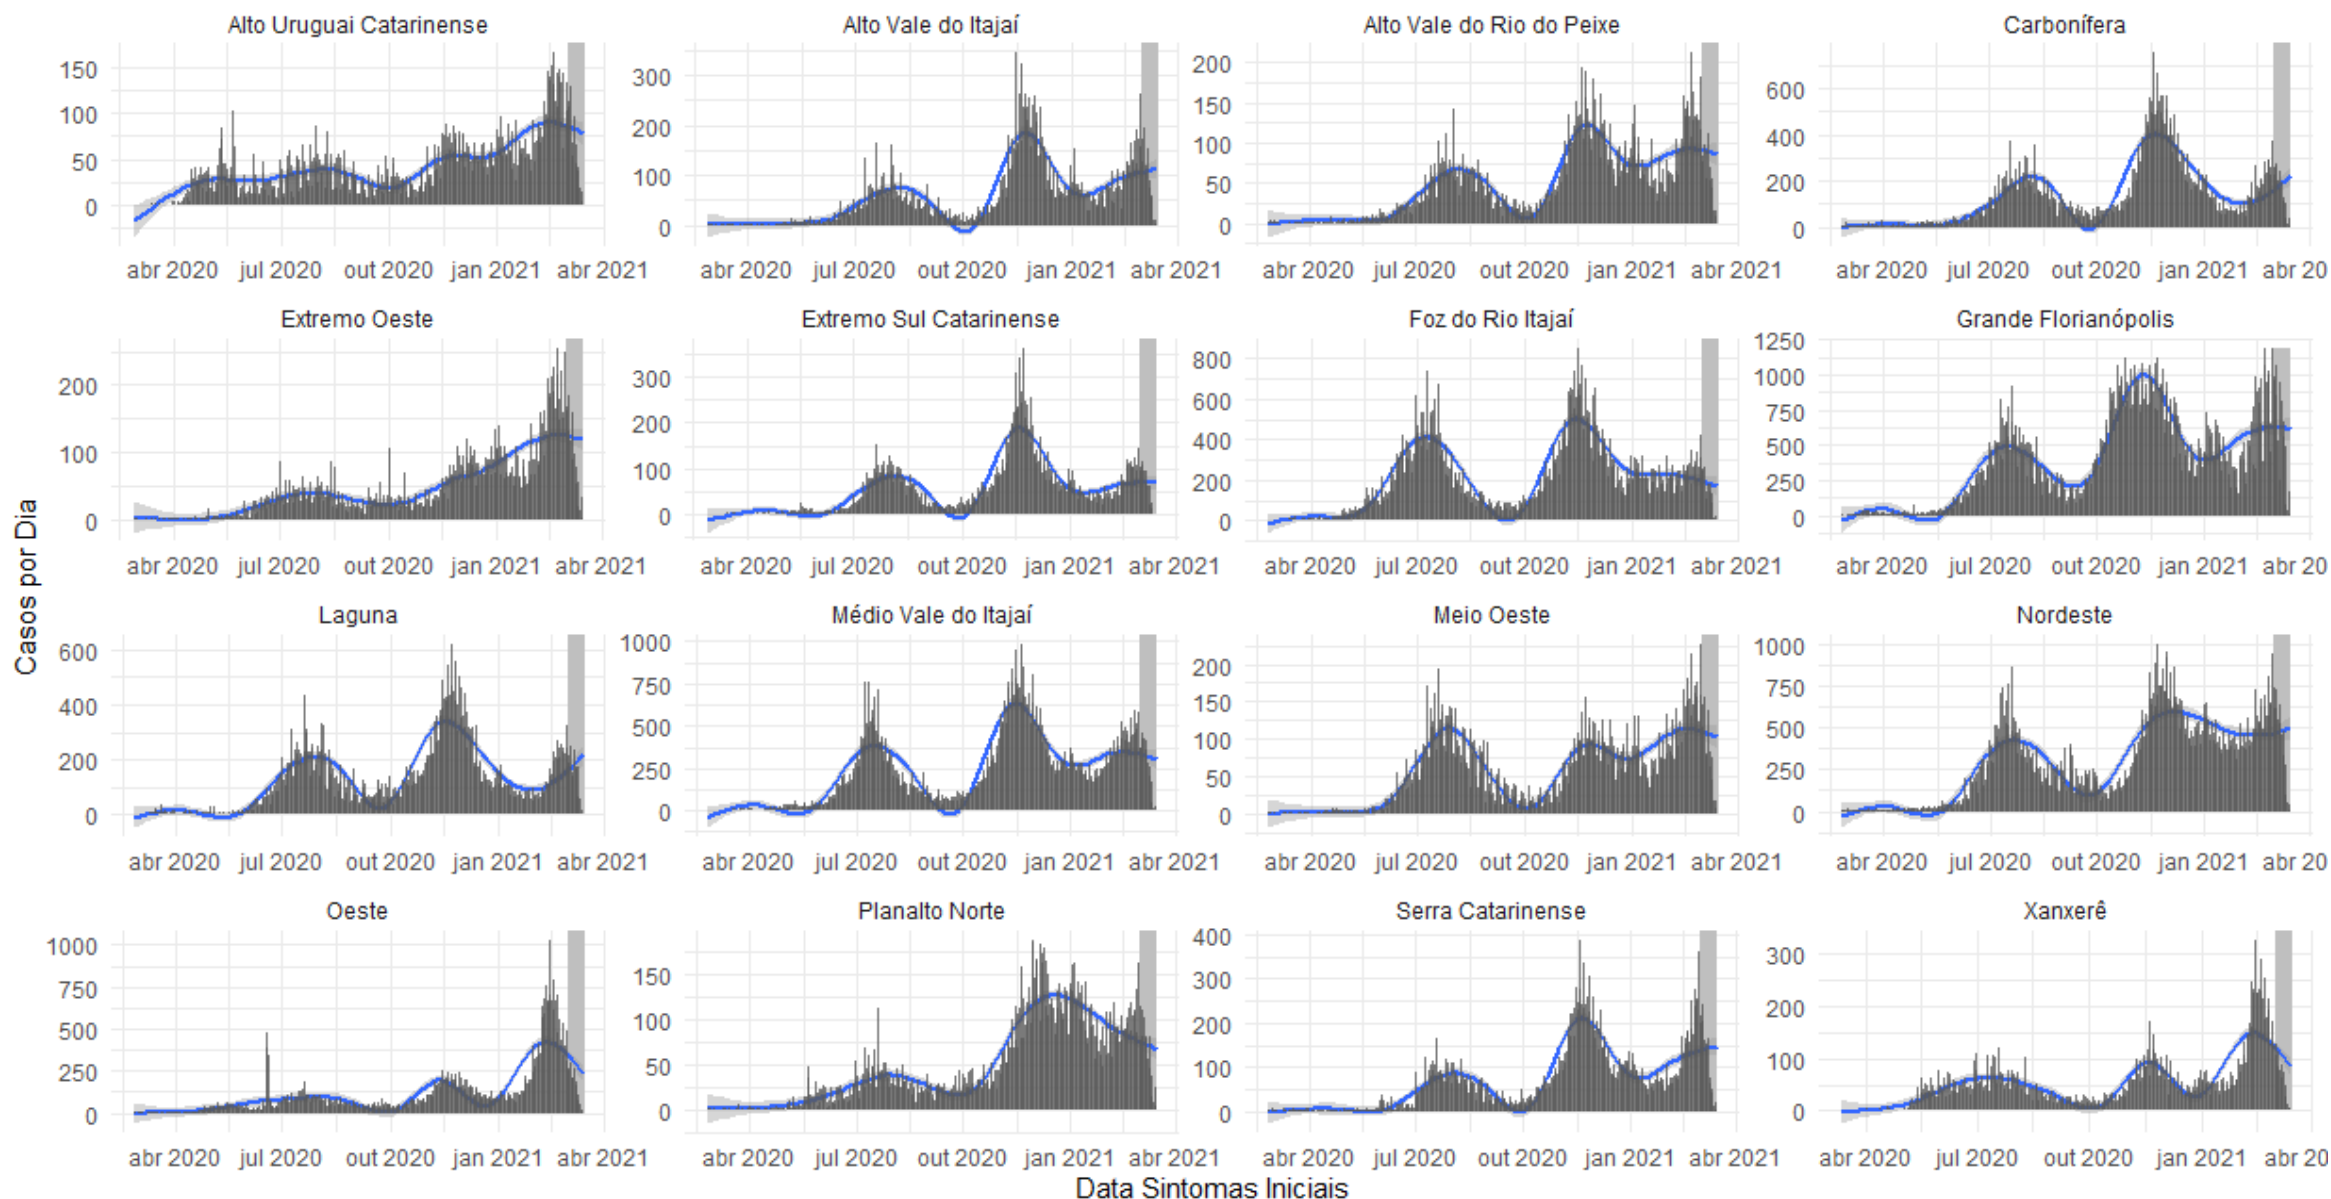 Alto Uruguai Catarinense
Alto Vale do Itajaí
Alto Vale do Rio do Peixe
Carbonífera
150
100
50
0
300
200
100
0
200
150
100
50
0
600
400
200
0
abr 2020 jul 2020 out 2020 jan 2021 abr 2021
abr 2020 jul 2020 out 2020 jan 2021 abr 2021
abr 2020 jul 2020 out 2020 jan 2021 abr 2021
abr 2020 jul 2020 out 2020 jan 2021 abr 20
Extremo Oeste
Extremo Sul Catarinense
Foz do Rio Itajaí
Grande Florianópolis
200
100
0
300
200
100
0
800
600
400
200
0
1250
1000
750
500
250
0
abr 2020 jul 2020 out 2020 jan 2021 abr 2021
abr 2020 jul 2020 out 2020 jan 2021 abr 2021
abr 2020 jul 2020 out 2020 jan 2021 abr 2021
abr 2020 jul 2020 out 2020 jan 2021 abr 20
Casos por Dia
Laguna
Médio Vale do Itajaí
Meio Oeste
Nordeste
600
400
200
0
1000
750
500
250
0
200
150
100
50
0
1000
750
500
250
0
abr 2020 jul 2020 out 2020 jan 2021 abr 2021
abr 2020 jul 2020 out 2020 jan 2021 abr 2021
abr 2020 jul 2020 out 2020 jan 2021 abr 2021
abr 2020 jul 2020 out 2020 jan 2021 abr 20
Oeste
Planalto Norte
Serra Catarinense
Xanxerê
1000
750
500
250
0
150
100
50
0
400
300
200
100
0
300
200
100
0
abr 2020 jul 2020 out 2020 jan 2021 abr 2021
abr 2020 jul 2020 out 2020 jan 2021 abr 2021
abr 2020 jul 2020 out 2020 jan 2021 abr 2021
abr 2020 jul 2020 out 2020 jan 2021 abr 20
Data Sintomas Iniciais